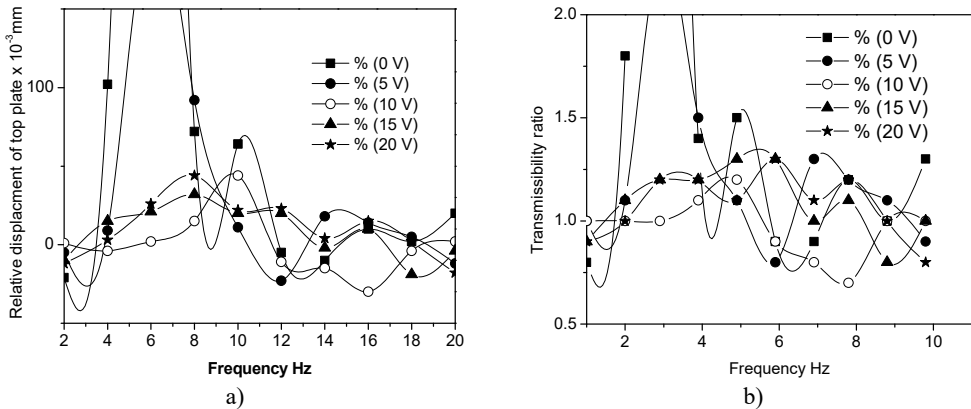 a)
Relative displacment of top plate x 10⁻³mm
100
0
2 4 6 8 10 12 14 16 18 20
Frequency Hz
% (0 V)
% (5 V)
% (10 V)
% (15 V)
% (20 V)
a)
b)
Transmissibility ratio
2.0
1.5
1.0
0.5
2 4 6 8 10
Frequency Hz
% (0 V)
% (5 V)
% (10 V)
% (15 V)
% (20 V)
b)